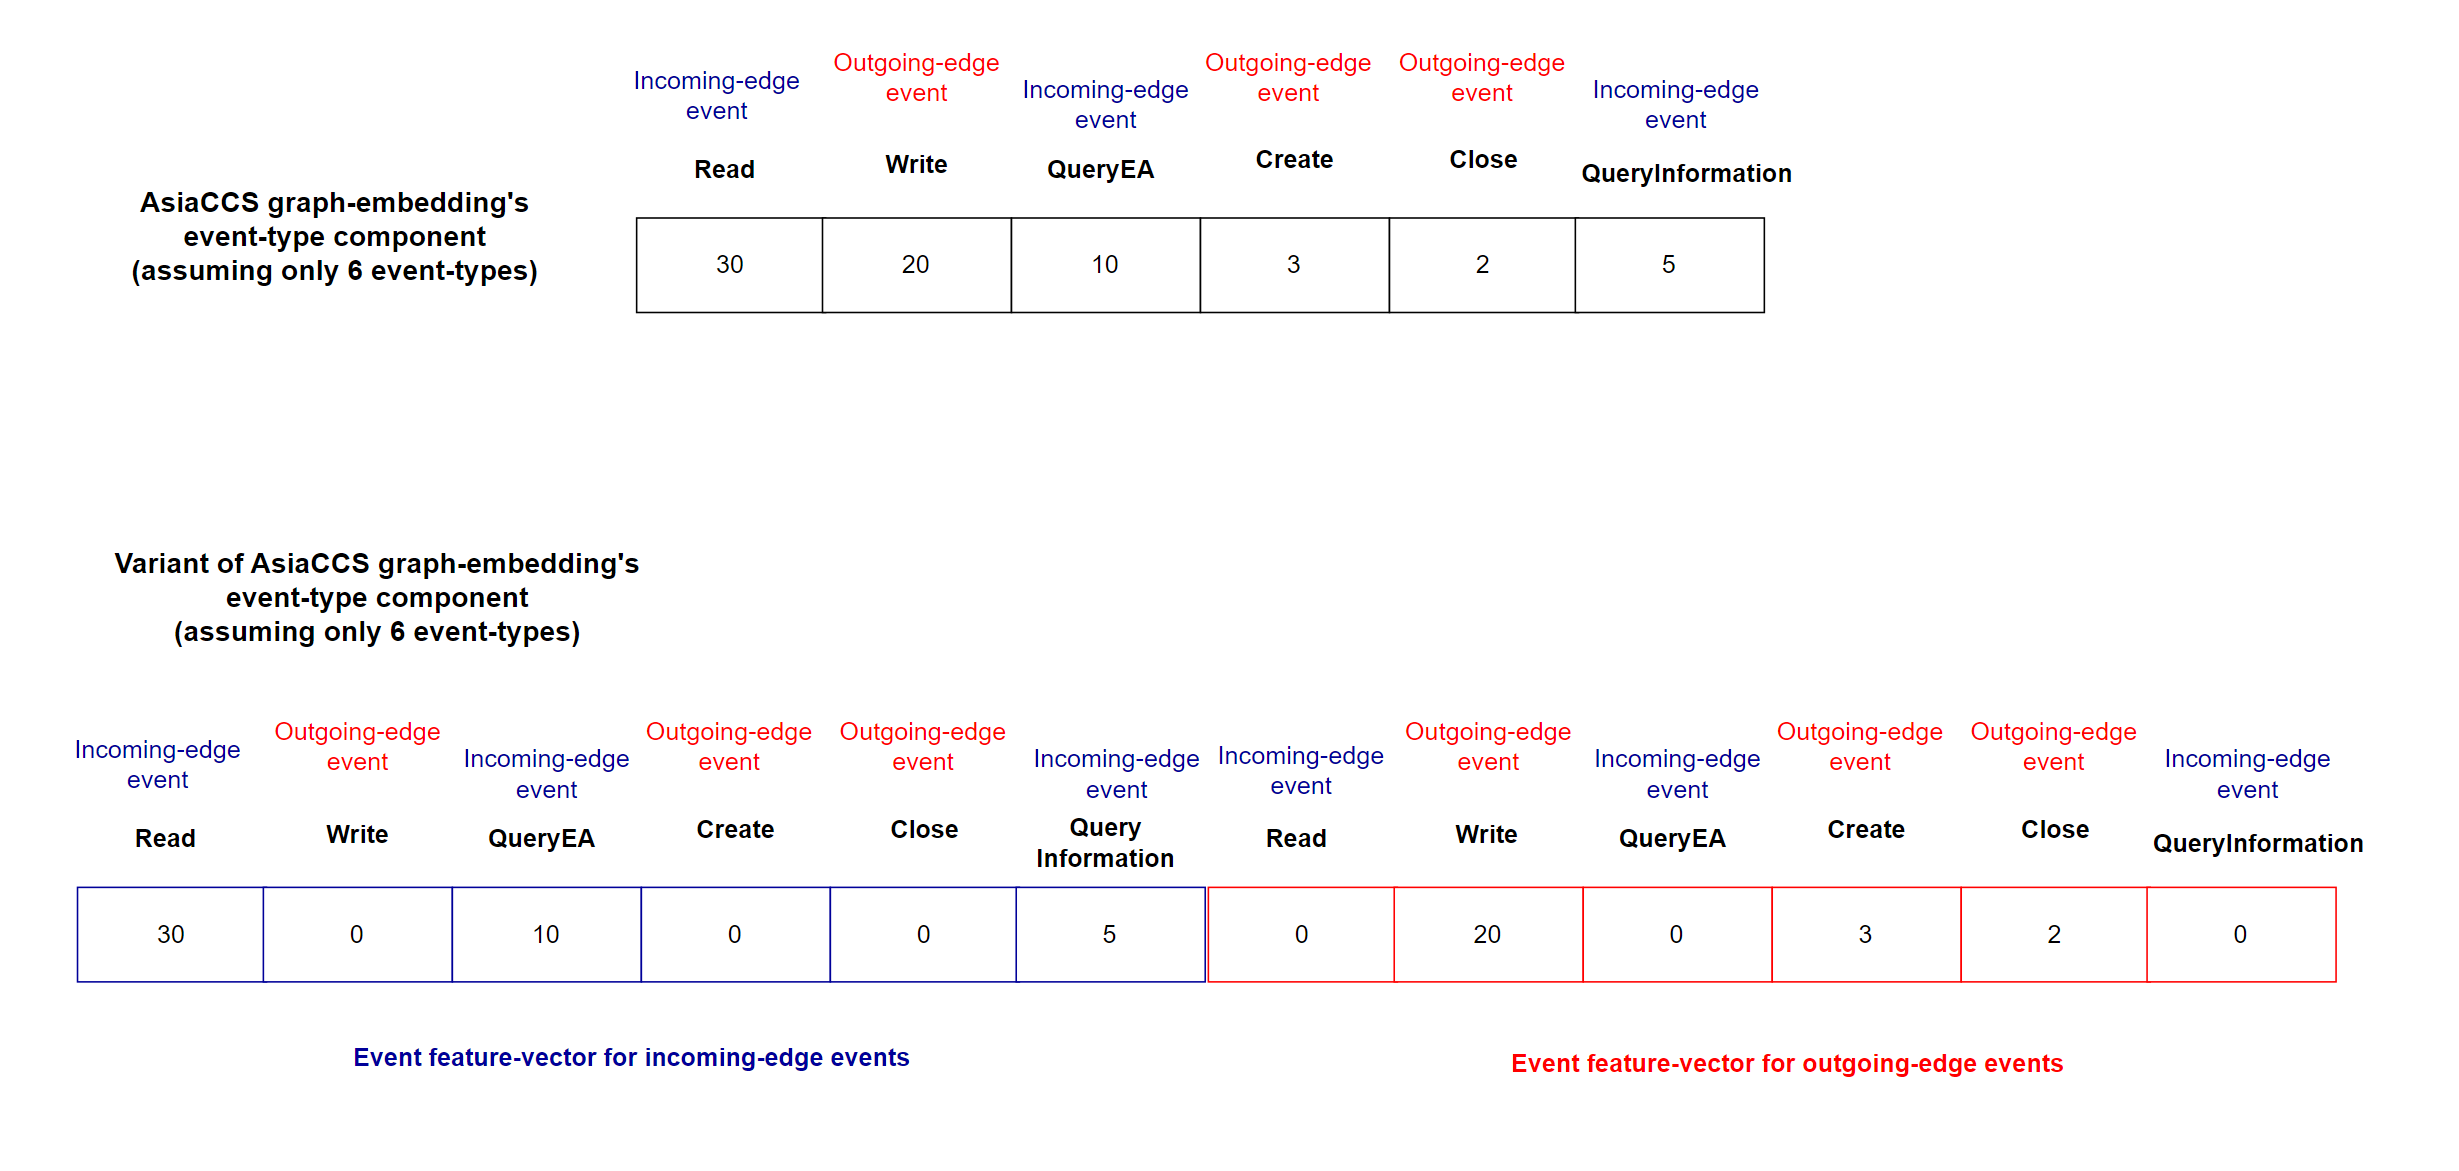 Incoming-edge
event
Outgoing-edge
event
Incoming-edge
event
Outgoing-edge
event
Outgoing-edge
event
Incoming-edge
event
Read
Write
QueryEA
Create
Close
QueryInformation
AsiaCCS graph-embedding's
event-type component
(assuming only 6 event-types)
30
20
10
3
2
5
Variant of AsiaCCS graph-embedding's
event-type component
(assuming only 6 event-types)
Incoming-edge
event
Outgoing-edge
event
Incoming-edge
event
Outgoing-edge
event
Outgoing-edge
event
Incoming-edge
event
Incoming-edge
event
Outgoing-edge
event
Incoming-edge
event
Outgoing-edge
event
Outgoing-edge
event
Incoming-edge
event
Read
Write
QueryEA
Create
Close
Query
Information
Read
Write
QueryEA
Create
Close
QueryInformation
30
0
10
0
0
5
0
20
0
3
2
0
Event feature-vector for incoming-edge events
Event feature-vector for outgoing-edge events